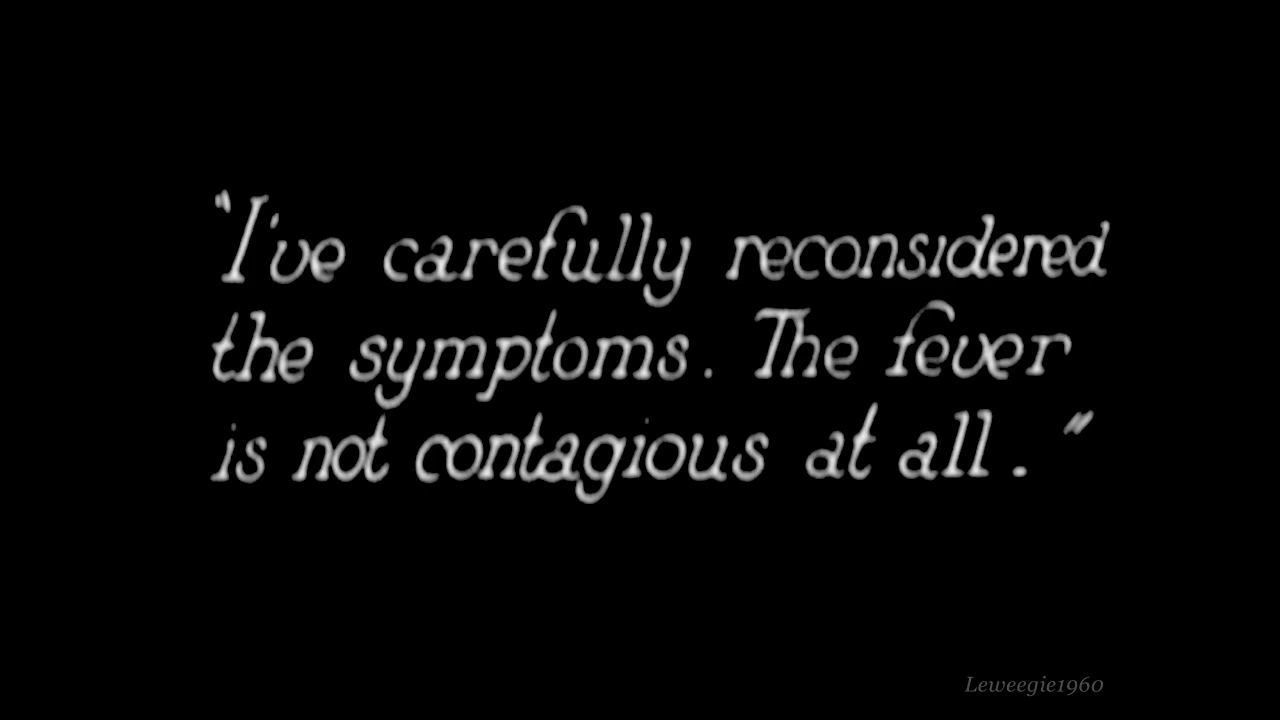 "I've carefully reconsidered
the symptoms. The fever
is not contagious at all."
Leweegie1960